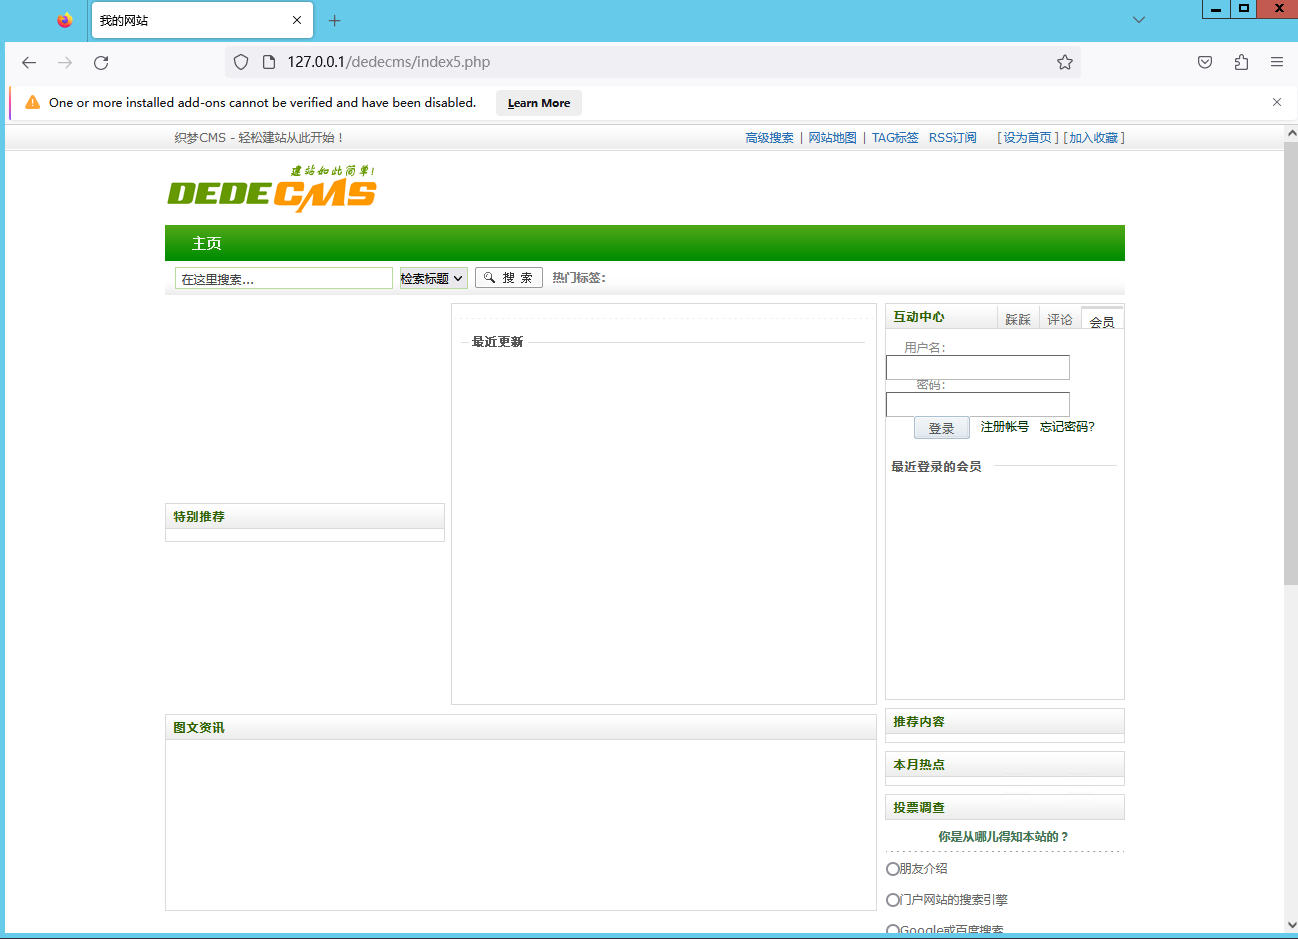 我的网站
127.0.0.1/dedecms/index5.php
One or more installed add-ons cannot be verified and have been disabled.
Learn More
织梦CMS - 轻松建站从此开始！
高级搜索 | 网站地图 | TAG标签 RSS订阅 [设为首页] [加入收藏]
建站如此简单!
DEDECMS
主页
在这里搜索... 检索标题 搜 索 热门标签:
互动中心 踩踩 评论 会员
用户名:
密码:
登录 注册帐号 忘记密码?
最近登录的会员
最近更新
特别推荐
图文资讯
推荐内容
本月热点
投票调查
你是从哪儿得知本站的？
朋友介绍
门户网站的搜索引擎
Google或百度搜索